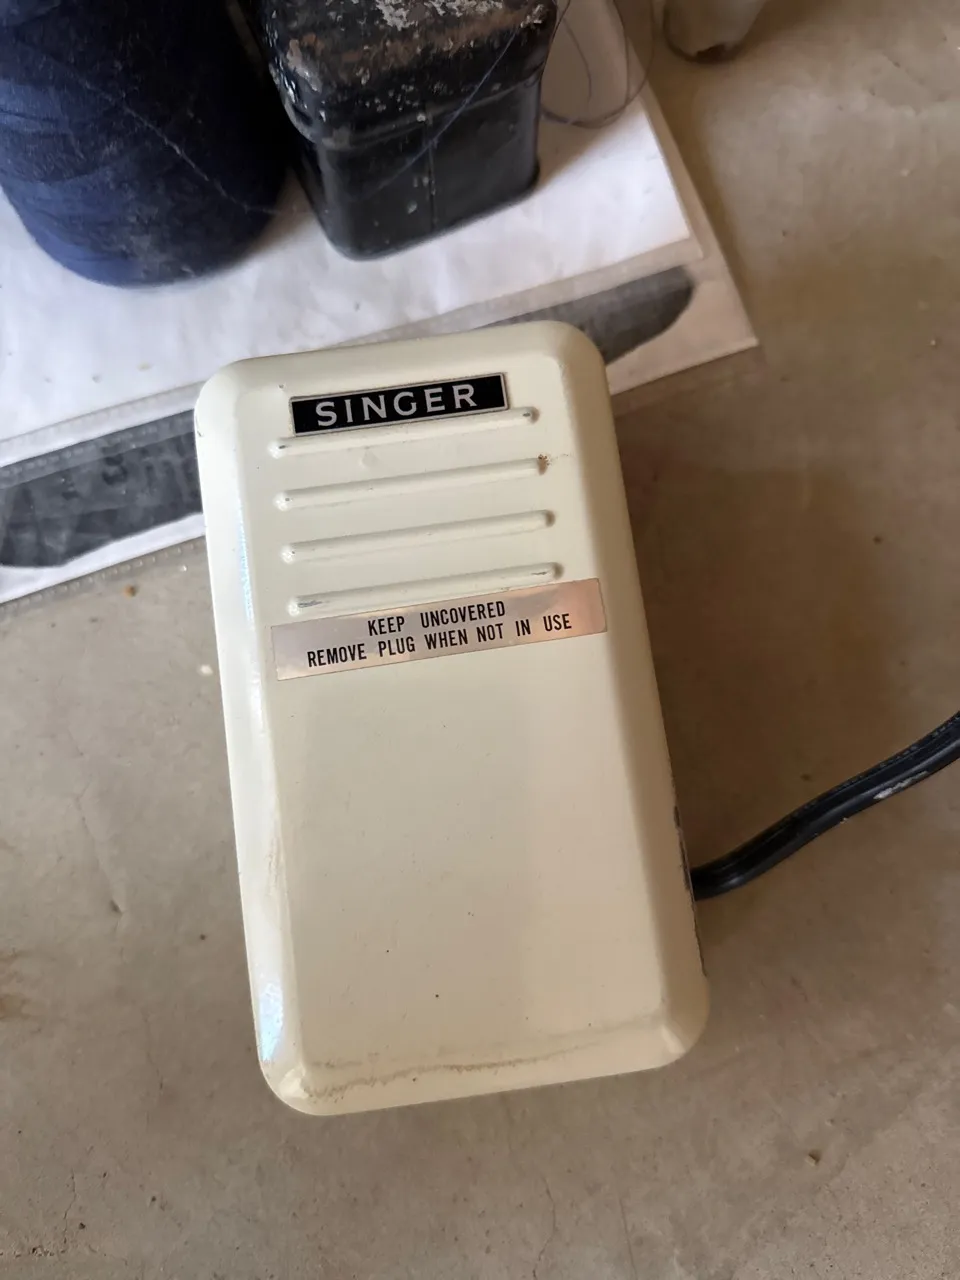 SINGER
KEEP UNCOVERED
REMOVE PLUG WHEN NOT IN USE